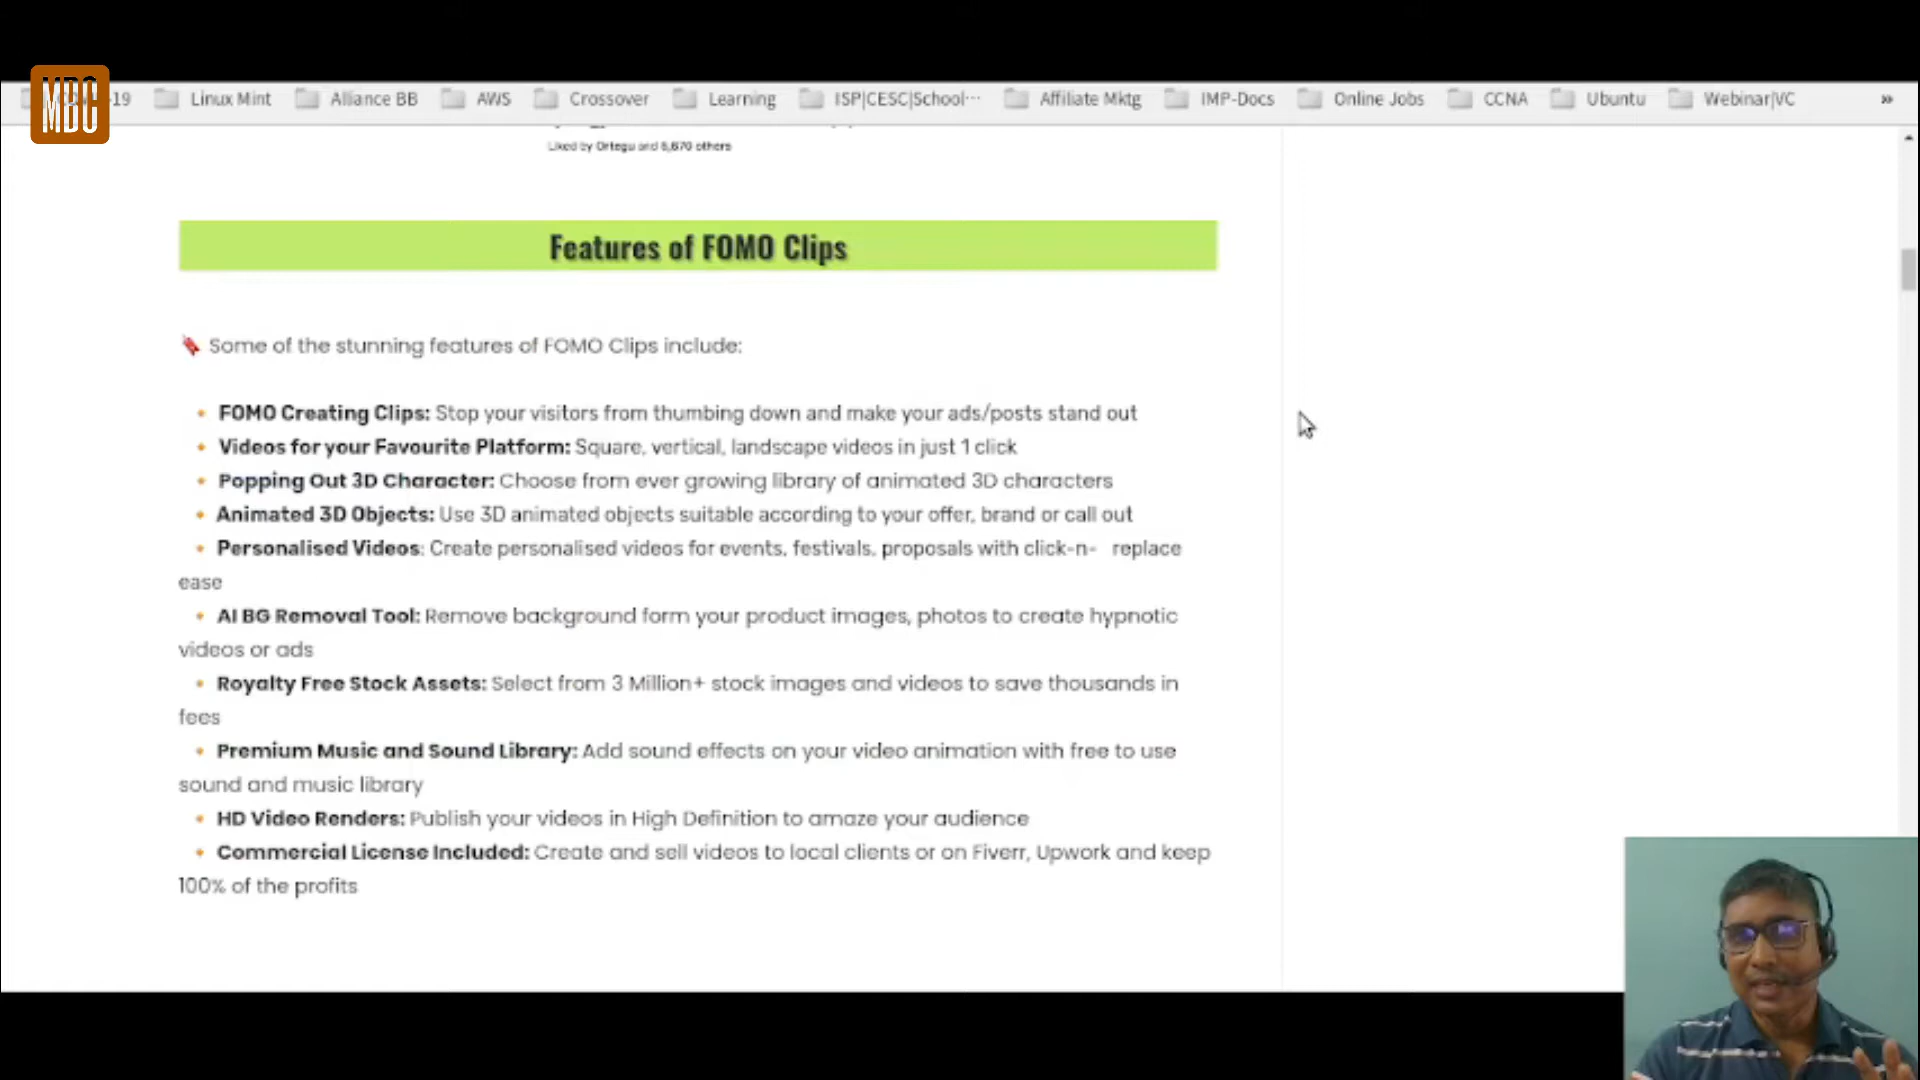 MBC
-19
Linux Mint
Alliance BB
AWS
Crossover
Learning
ISP|CESC|School···
Affiliate Mktg
IMP-Docs
Online Jobs
CCNA
Ubuntu
Webinar|VC
»
Liked by Ortegu and 6,670 others
Features of FOMO Clips
Some of the stunning features of FOMO Clips include:
FOMO Creating Clips: Stop your visitors from thumbing down and make your ads/posts stand out
Videos for your Favourite Platform: Square, vertical, landscape videos in just 1 click
Popping Out 3D Character: Choose from ever growing library of animated 3D characters
Animated 3D Objects: Use 3D animated objects suitable according to your offer, brand or call out
Personalised Videos: Create personalised videos for events, festivals, proposals with click-n- replace
ease
AI BG Removal Tool: Remove background form your product images, photos to create hypnotic
videos or ads
Royalty Free Stock Assets: Select from 3 Million+ stock images and videos to save thousands in
fees
Premium Music and Sound Library: Add sound effects on your video animation with free to use
sound and music library
HD Video Renders: Publish your videos in High Definition to amaze your audience
Commercial License Included: Create and sell videos to local clients or on Fiverr, Upwork and keep
100% of the profits